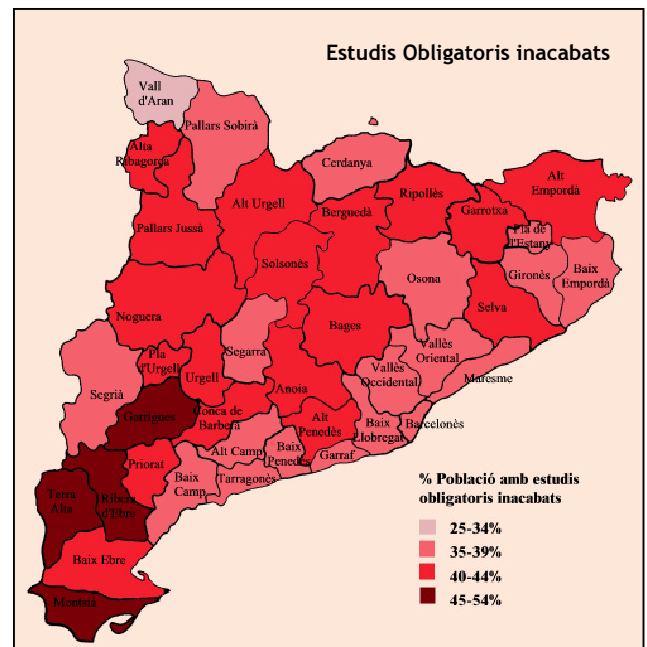 Estudis Obligatoris inacabats
Vall
d'Aran
Pallars Sobirà
Alta
Ribagorça
Cerdanya
Alt
Empordà
Alt Urgell
Ripollès
Berguedà
Garrotxa
Pallars Jussà
Pla de
l'Estany
Solsonès
Osona
Gironès
Baix
Empordà
Noguera
Selva
Bages
Segarra
Vallès
Oriental
Pla
d'Urgell
Urgell
Vallès
Occidental
Maresme
Segrià
Anoia
Garrigues
Conca de
Barberà
Alt
Penedès
Baix
Llobregat
Barcelonès
Alt Camp
Baix
Penedès
Garraf
Priorat
Baix
Camp
Tarragonès
Terra
Alta
Ribera
d'Ebre
Baix Ebre
Montsià
% Població amb estudis
obligatoris inacabats
25-34%
35-39%
40-44%
45-54%